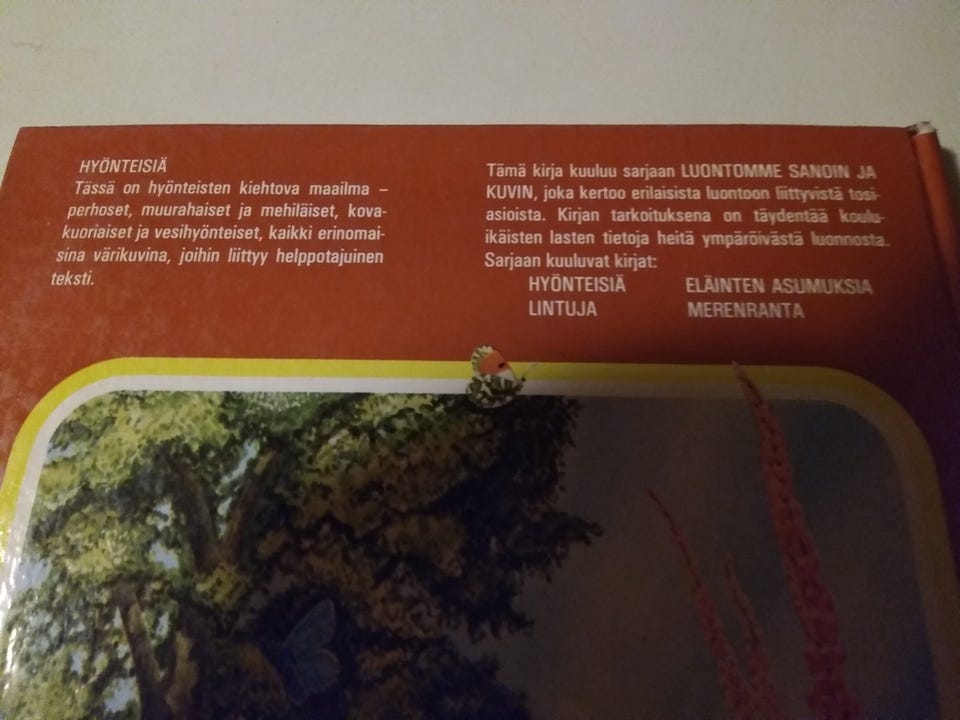 HYÖNTEISIÄ
Tässä on hyönteisten kiehtova maailma –
perhoset, muurahaiset ja mehiläiset, kova-
kuoriaiset ja vesihyönteiset, kaikki erinomai-
sina värikuvina, joihin liittyy helppotajuinen
teksti.
Tämä kirja kuuluu sarjaan LUONTOMME SANOIN JA
KUVIN, joka kertoo erilaisista luontoon liittyvistä tosi-
asioista. Kirjan tarkoituksena on täydentää koulu-
ikäisten lasten tietoja heitä ympäröivästä luonnosta.
Sarjaan kuuluvat kirjat:
HYÖNTEISIÄ ELÄINTEN ASUMUKSIA
LINTUJA MERENRANTA